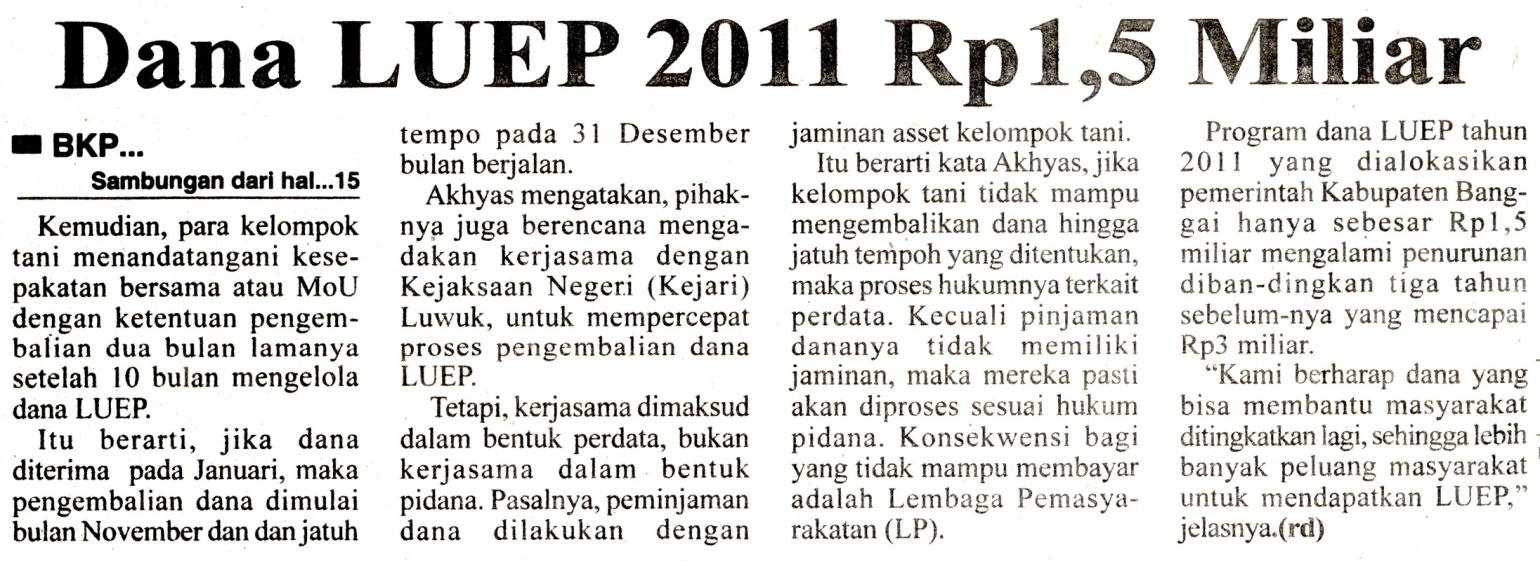 Dana LUEP 2011 Rp1,5 Miliar
BKP...
Sambungan dari hal...15
Kemudian, para kelompok
tani menandatangani kese-
pakatan bersama atau MoU
dengan ketentuan pengem-
balian dua bulan lamanya
setelah 10 bulan mengelola
dana LUEP.
Itu berarti, jika dana
diterima pada Januari, maka
pengembalian dana dimulai
bulan November dan dan jatuh
tempo pada 31 Desember
bulan berjalan.
Akhyas mengatakan, pihak-
nya juga berencana menga-
dakan kerjasama dengan
Kejaksaan Negeri (Kejari)
Luwuk, untuk mempercepat
proses pengembalian dana
LUEP.
Tetapi, kerjasama dimaksud
dalam bentuk perdata, bukan
kerjasama dalam bentuk
pidana. Pasalnya, peminjaman
dana dilakukan dengan
jaminan asset kelompok tani.
Itu berarti kata Akhyas, jika
kelompok tani tidak mampu
mengembalikan dana hingga
jatuh tempoh yang ditentukan,
maka proses hukumnya terkait
perdata. Kecuali pinjaman
dananya tidak memiliki
jaminan, maka mereka pasti
akan diproses sesuai hukum
pidana. Konsekwensi bagi
yang tidak mampu membayar
adalah Lembaga Pemasya-
rakatan (LP).
Program dana LUEP tahun
2011 yang dialokasikan
pemerintah Kabupaten Bang-
gai hanya sebesar Rp1,5
miliar mengalami penurunan
diban-dingkan tiga tahun
sebelum-nya yang mencapai
Rp3 miliar.
“Kami berharap dana yang
bisa membantu masyarakat
ditingkatkan lagi, sehingga lebih
banyak peluang masyarakat
untuk mendapatkan LUEP,”
jelasnya.(rd)